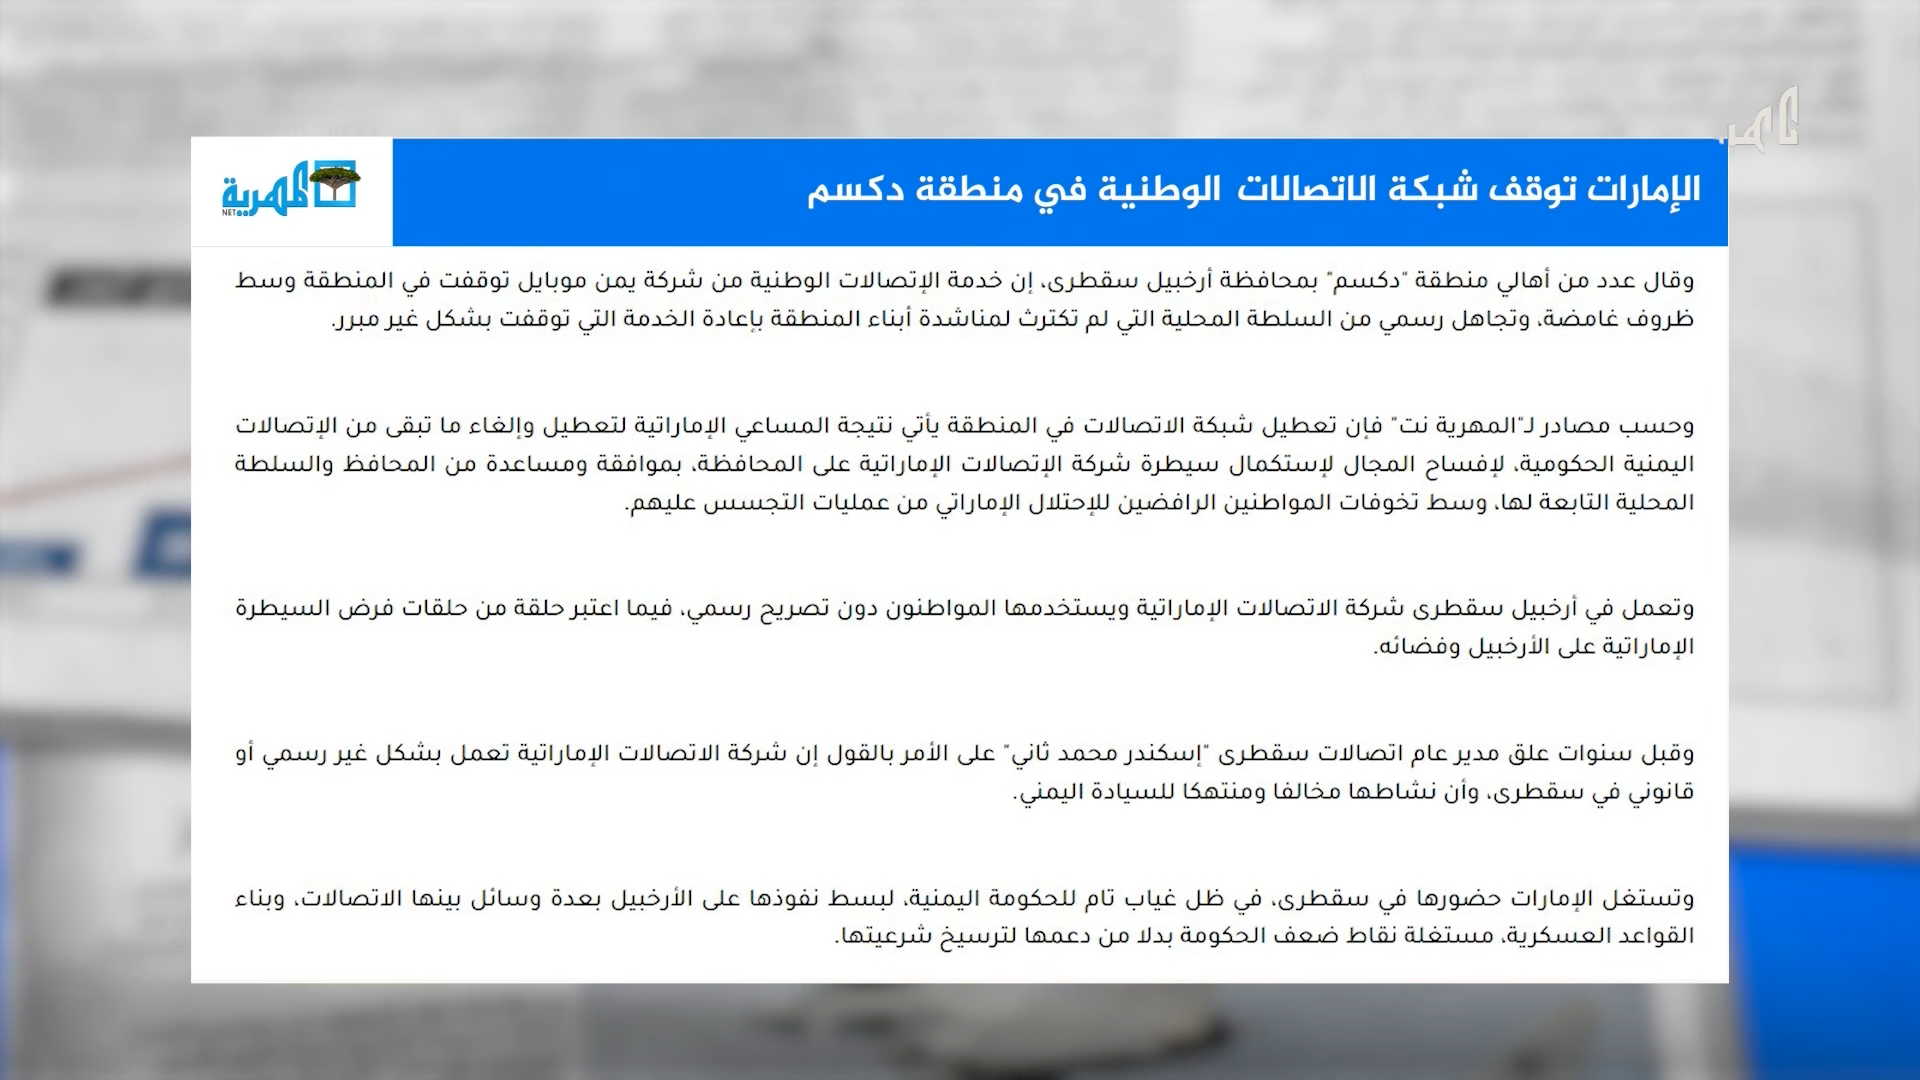 الإمارات توقف شبكة الاتصالات الوطنية في منطقة دكسم
المهرية
NET
وقال عدد من أهالي منطقة "دكسم" بمحافظة أرخبيل سقطرى، إن خدمة الإتصالات الوطنية من شركة يمن موبايل توقفت في المنطقة وسط
ظروف غامضة، وتجاهل رسمي من السلطة المحلية التي لم تكترث لمناشدة أبناء المنطقة بإعادة الخدمة التي توقفت بشكل غير مبرر.
وحسب مصادر لـ"المهرية نت" فإن تعطيل شبكة الاتصالات في المنطقة يأتي نتيجة المساعي الإماراتية لتعطيل وإلغاء ما تبقى من الإتصالات
اليمنية الحكومية، لإفساح المجال لإستكمال سيطرة شركة الإتصالات الإماراتية على المحافظة، بموافقة ومساعدة من المحافظ والسلطة
المحلية التابعة لها، وسط تخوفات المواطنين الرافضين للإحتلال الإماراتي من عمليات التجسس عليهم.
وتعمل في أرخبيل سقطرى شركة الاتصالات الإماراتية ويستخدمها المواطنون دون تصريح رسمي، فيما اعتبر حلقة من حلقات فرض السيطرة
الإماراتية على الأرخبيل وفضائه.
وقبل سنوات علق مدير عام اتصالات سقطرى "إسكندر محمد ثاني" على الأمر بالقول إن شركة الاتصالات الإماراتية تعمل بشكل غير رسمي أو
قانوني في سقطرى، وأن نشاطها مخالفا ومنتهكا للسيادة اليمني.
وتستغل الإمارات حضورها في سقطرى، في ظل غياب تام للحكومة اليمنية، لبسط نفوذها على الأرخبيل بعدة وسائل بينها الاتصالات، وبناء
القواعد العسكرية، مستغلة نقاط ضعف الحكومة بدلا من دعمها لترسيخ شرعيتها.